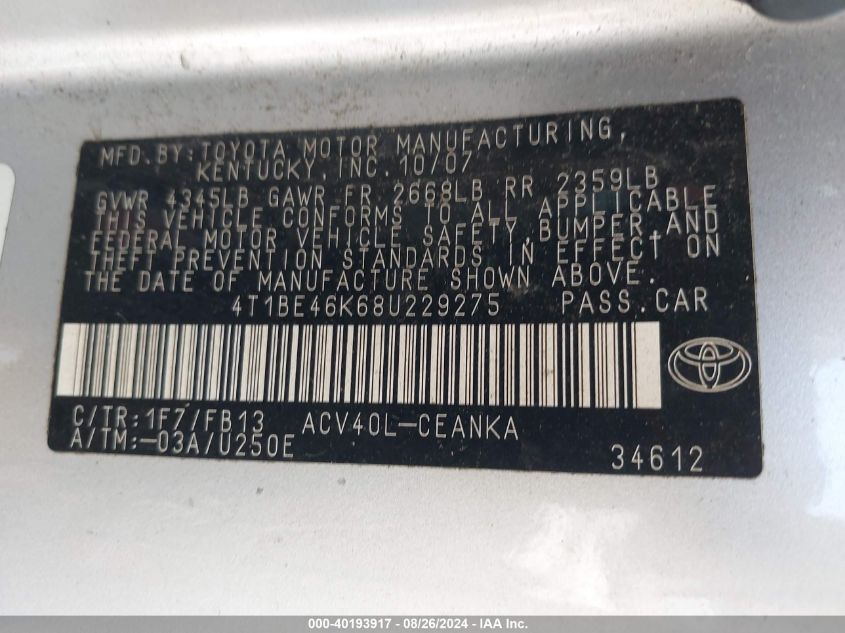 MFD. BY: TOYOTA MOTOR MANUFACTURING,
KENTUCKY, INC. 10/07
GVWR 4345LB GAWR FR 2668LB RR 2359LB
THIS VEHICLE CONFORMS TO ALL APPLICABLE
FEDERAL MOTOR VEHICLE SAFETY, BUMPER, AND
THEFT PREVENTION STANDARDS IN EFFECT ON
THE DATE OF MANUFACTURE SHOWN ABOVE.
4T1BE46K68U229275 PASS. CAR
C/TR: 1F7/FB13 ACV40L-CEANKA
A/TM: -03A/U250E
34612
000-40193917 - 08/26/2024 - IAA Inc.